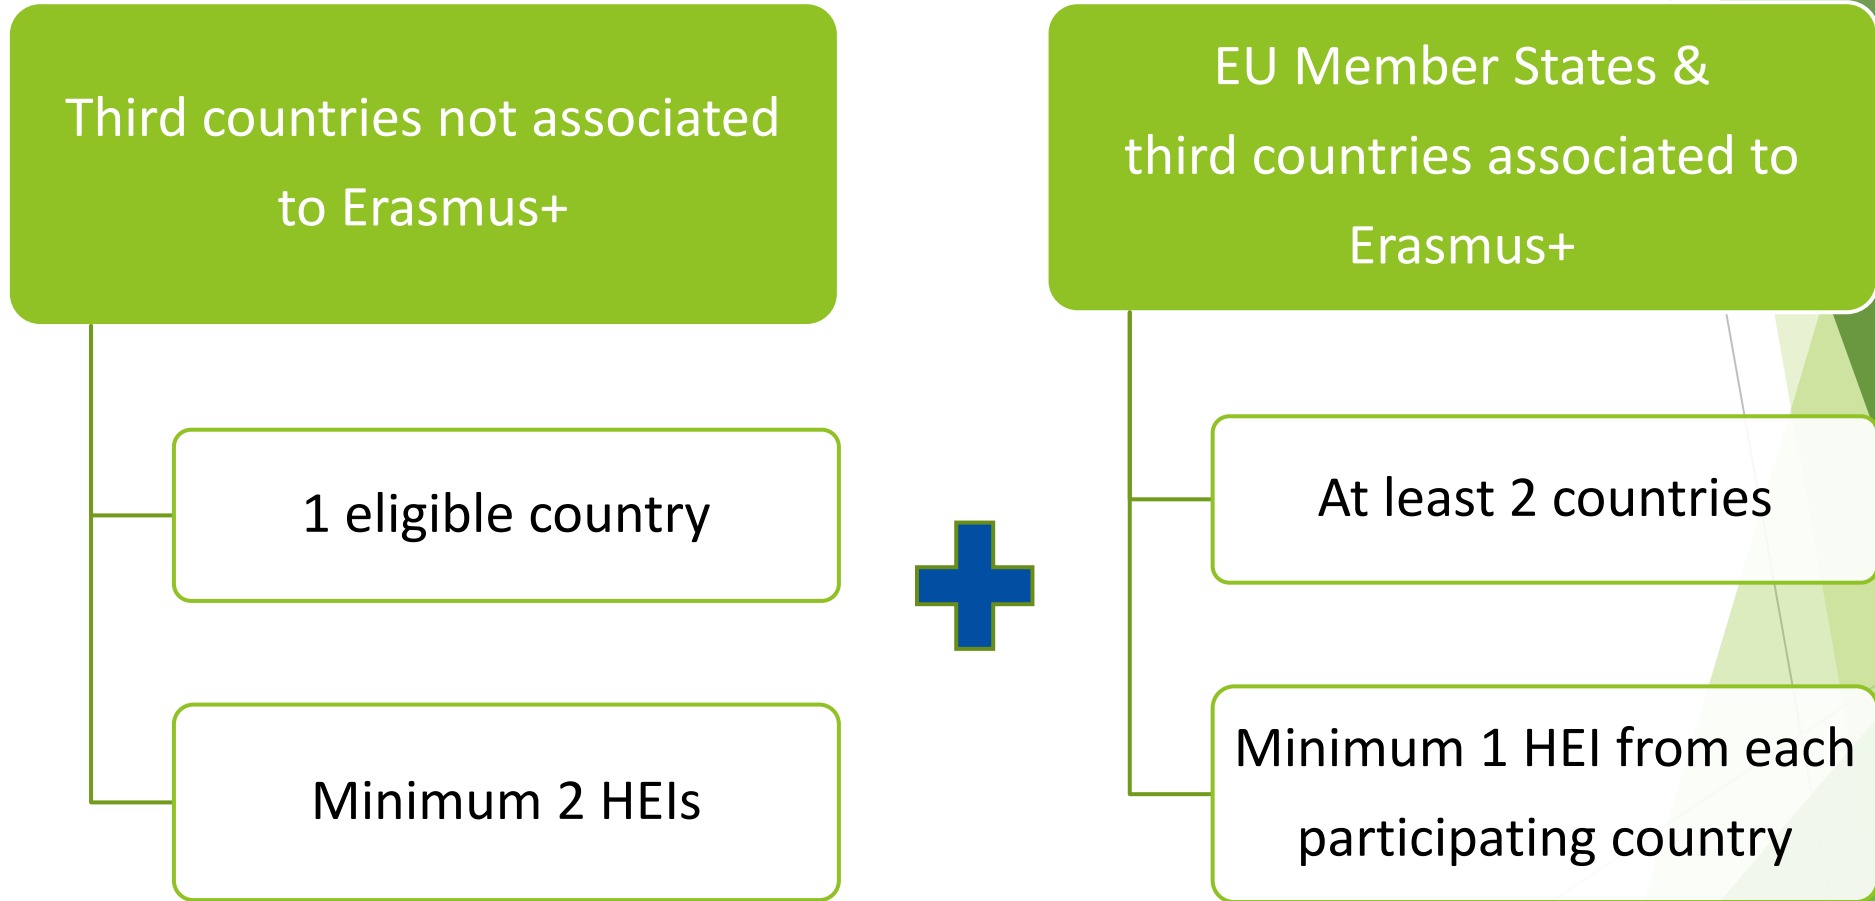 Third countries not associated
to Erasmus+
1 eligible country
Minimum 2 HEIs
EU Member States &
third countries associated to
Erasmus+
At least 2 countries
Minimum 1 HEI from each
participating country